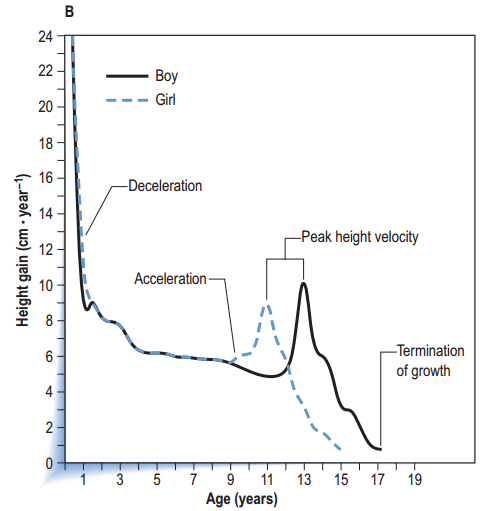 B
24
22
20
18
16
14
12
10
8
6
4
2
0
Height gain (cm · year⁻¹)
Boy
Girl
Deceleration
Peak height velocity
Acceleration
Termination
of growth
1 3 5 7 9 11 13 15 17 19
Age (years)